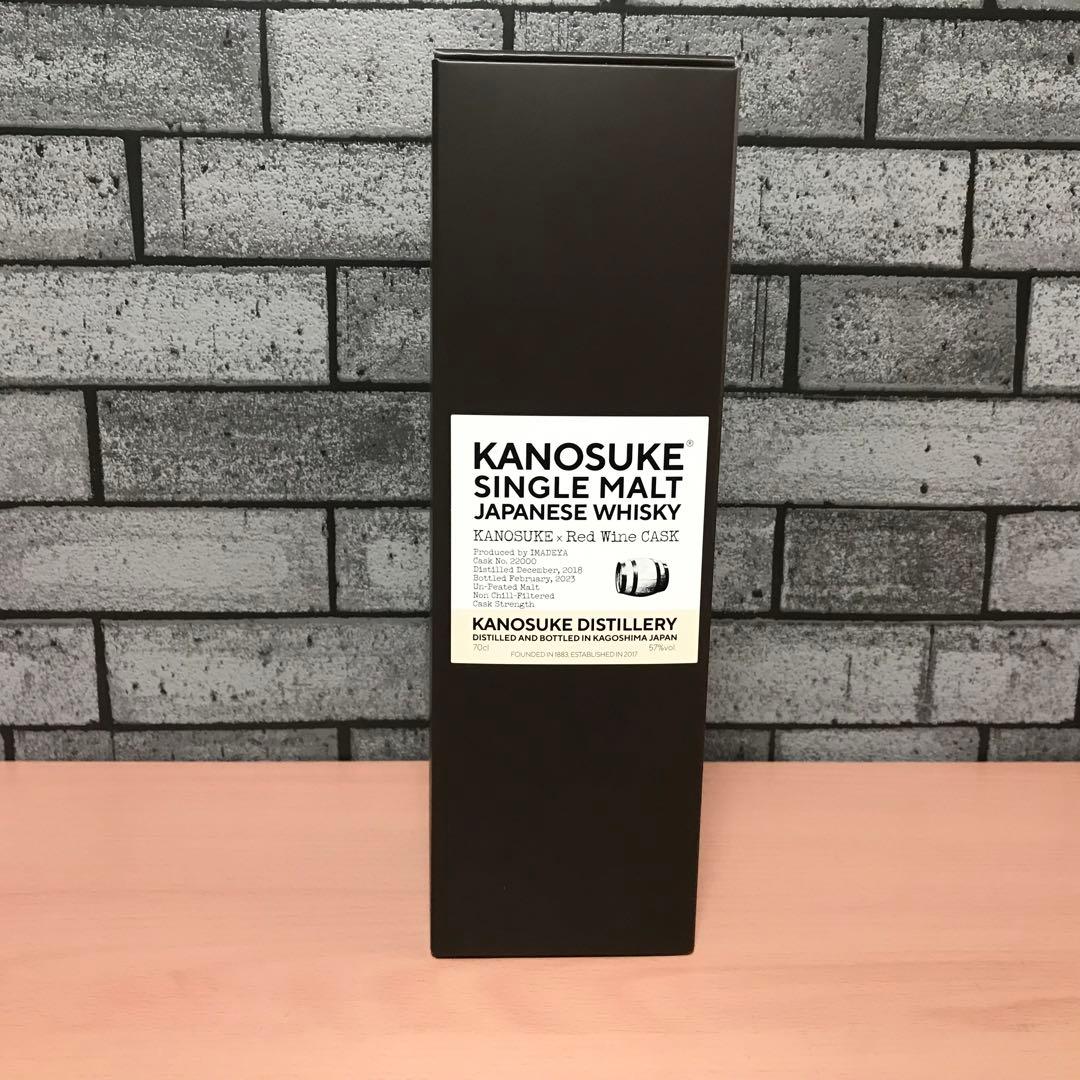 KANOSUKE®
SINGLE MALT
JAPANESE WHISKY
KANOSUKE × Red Wine CASK
Produced by IMADEYA
Cask No. 22000
Distilled December, 2018
Bottled February, 2023
Un-Peated Malt
Non Chill-Filtered
Cask Strength
KANOSUKE DISTILLERY
DISTILLED AND BOTTLED IN KAGOSHIMA JAPAN
70cl 57%vol.
FOUNDED IN 1883, ESTABLISHED IN 2017